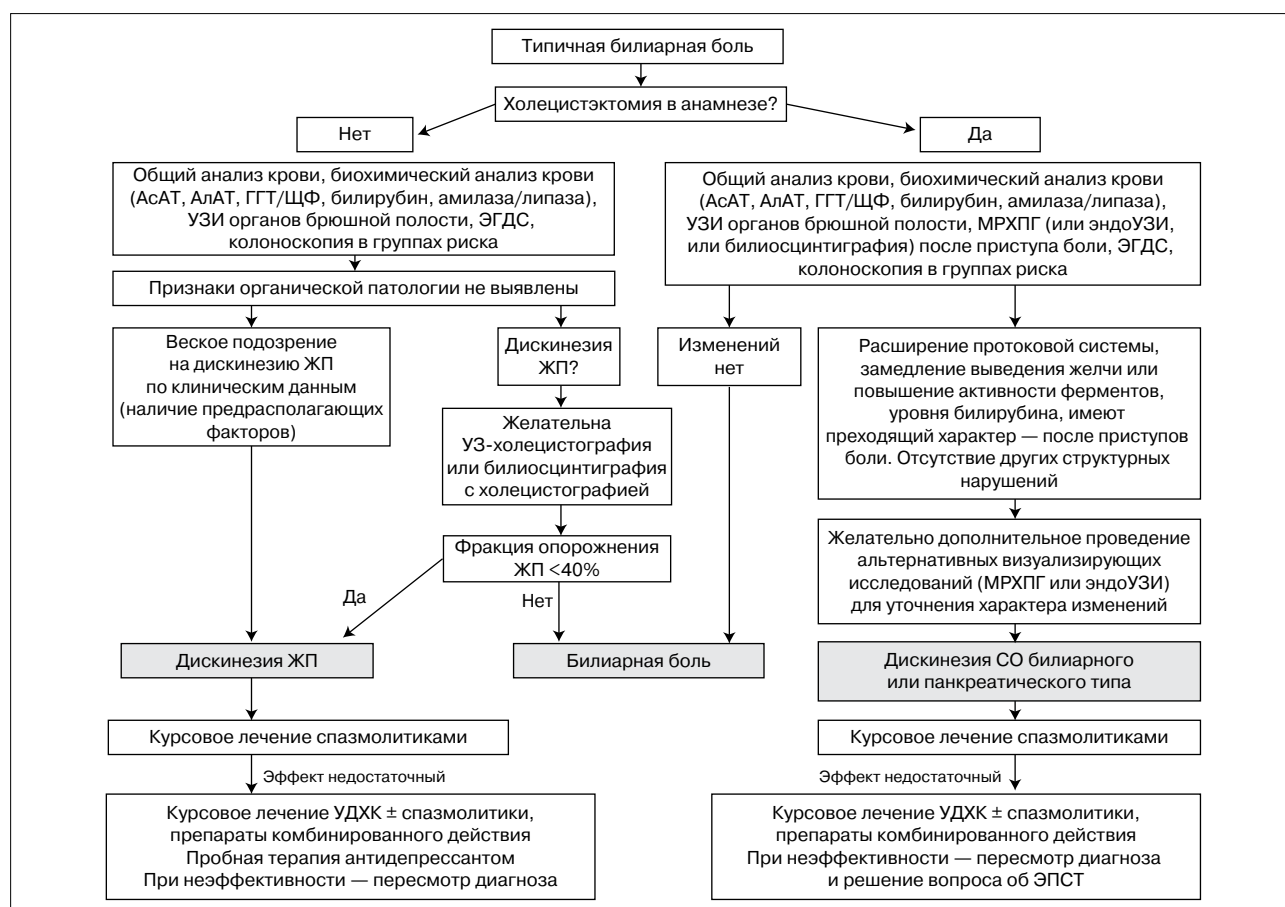 Типичная билиарная боль
Холецистэктомия в анамнезе?
Нет
Да
Общий анализ крови, биохимический анализ крови
(АсАТ, АлАТ, ГГТ/ЩФ, билирубин, амилаза/липаза),
УЗИ органов брюшной полости, ЭГДС,
колоноскопия в группах риска
Общий анализ крови, биохимический анализ крови
(АсАТ, АлАТ, ГГТ/ЩФ, билирубин, амилаза/липаза),
УЗИ органов брюшной полости, МРХПГ (или эндоУЗИ,
или билиосцинтиграфия) после приступа боли, ЭГДС,
колоноскопия в группах риска
Признаки органической патологии не выявлены
Веское подозрение
на дискинезию ЖП
по клиническим данным
(наличие предрасполагающих
факторов)
Дискинезия
ЖП?
Изменений
нет
Расширение протоковой системы,
замедление выведения желчи или
повышение активности ферментов,
уровня билирубина, имеют
преходящий характер — после приступов
боли. Отсутствие других структурных
нарушений
Желательна
УЗ-холецистография
или билиосцинтиграфия
с холецистографией
Фракция опорожнения
ЖП <40%
Да
Нет
Желательно дополнительное проведение
альтернативных визуализирующих
исследований (МРХПГ или эндоУЗИ)
для уточнения характера изменений
Дискинезия ЖП
Билиарная боль
Дискинезия СО билиарного
или панкреатического типа
Курсовое лечение спазмолитиками
Курсовое лечение спазмолитиками
Эффект недостаточный
Эффект недостаточный
Курсовое лечение УДХК ± спазмолитики,
препараты комбинированного действия
Пробная терапия антидепрессантом
При неэффективности — пересмотр диагноза
Курсовое лечение УДХК ± спазмолитики,
препараты комбинированного действия
При неэффективности — пересмотр диагноза
и решение вопроса об ЭПСТ